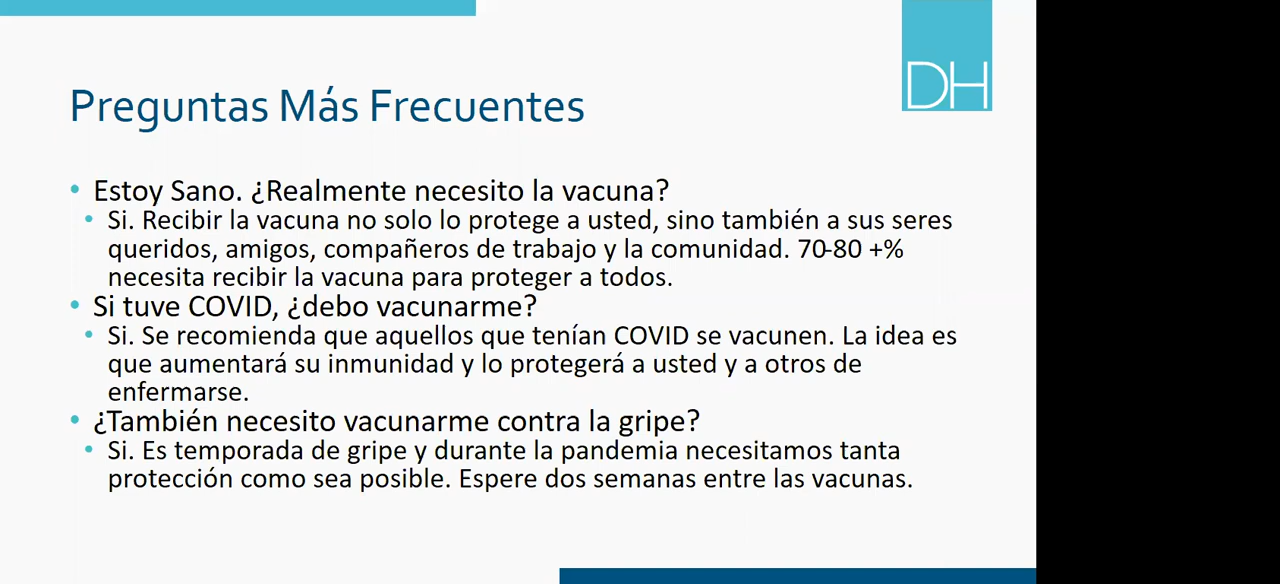 DH
Preguntas Más Frecuentes
• Estoy Sano. ¿Realmente necesito la vacuna?
• Si. Recibir la vacuna no solo lo protege a usted, sino también a sus seres
queridos, amigos, compañeros de trabajo y la comunidad. 70-80 +%
necesita recibir la vacuna para proteger a todos.
• Si tuve COVID, ¿debo vacunarme?
• Si. Se recomienda que aquellos que tenían COVID se vacunen. La idea es
que aumentará su inmunidad y lo protegerá a usted y a otros de
enfermarse.
• ¿También necesito vacunarme contra la gripe?
• Si. Es temporada de gripe y durante la pandemia necesitamos tanta
protección como sea posible. Espere dos semanas entre las vacunas.